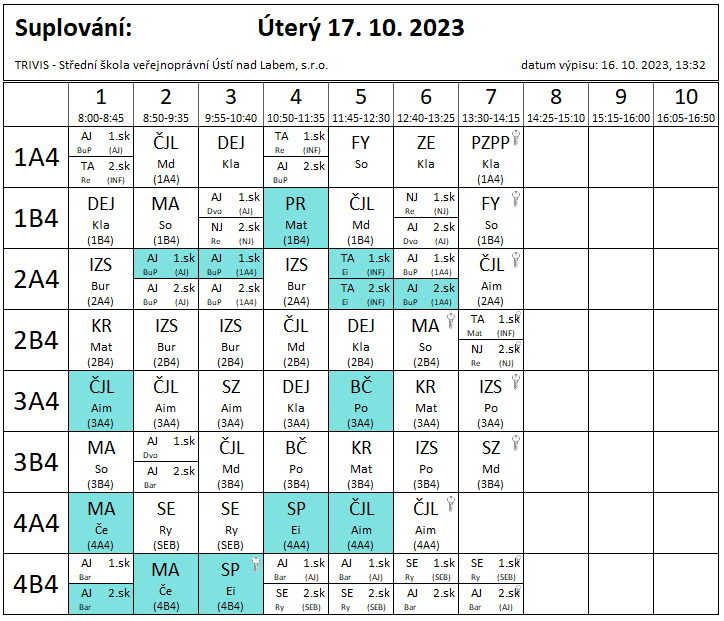 Suplování: Úterý 17. 10. 2023
TRIVIS - Střední škola veřejnoprávní Ústí nad Labem, s.r.o. datum výpisu: 16. 10. 2023, 13:32
1 2 3 4 5 6 7 8 9 10
8:00-8:45 8:50-9:35 9:55-10:40 10:50-11:35 11:45-12:30 12:40-13:25 13:30-14:15 14:25-15:10 15:15-16:00 16:05-16:50
1A4
AJ 1.sk
BuP (AJ)
TA 2.sk
Re (INF)
ČJL
Md
(1A4)
DEJ
Kla
TA 1.sk
Re (INF)
AJ 2.sk
BuP
FY
So
ZE
Kla
PZPP
Kla
(1A4)
1B4
DEJ
Kla
(1B4)
MA
So
(1B4)
AJ 1.sk
Dvo (AJ)
NJ 2.sk
Re (NJ)
PR
Mat
(1B4)
ČJL
Md
(1B4)
NJ 1.sk
Re (NJ)
AJ 2.sk
Dvo (AJ)
FY
So
(1B4)
2A4
IZS
Bur
(2A4)
AJ 1.sk
BuP (AJ)
AJ 2.sk
BuP (AJ)
AJ 1.sk
BuP (1A4)
AJ 2.sk
BuP (1A4)
IZS
Bur
(2A4)
TA 1.sk
Ei (INF)
TA 2.sk
Ei (INF)
AJ 1.sk
BuP (1A4)
AJ 2.sk
BuP (1A4)
ČJL
Aim
(2A4)
2B4
KR
Mat
(2B4)
IZS
Bur
(2B4)
IZS
Bur
(2B4)
ČJL
Md
(2B4)
DEJ
Kla
(2B4)
MA
So
(2B4)
TA 1.sk
Mat (INF)
NJ 2.sk
Re (NJ)
3A4
ČJL
Aim
(3A4)
ČJL
Aim
(3A4)
SZ
Aim
(3A4)
DEJ
Kla
(3A4)
BČ
Po
(3A4)
KR
Mat
(3A4)
IZS
Po
(3A4)
3B4
MA
So
(3B4)
AJ 1.sk
Dvo
AJ 2.sk
Bar
ČJL
Md
(3B4)
BČ
Po
(3B4)
KR
Mat
(3B4)
IZS
Po
(3B4)
SZ
Md
(3B4)
4A4
MA
Če
(4A4)
SE
Ry
(SEB)
SE
Ry
(SEB)
SP
Ei
(4A4)
ČJL
Aim
(4A4)
ČJL
Aim
(4A4)
4B4
AJ 1.sk
Bar
AJ 2.sk
Bar
MA
Če
(4B4)
SP
Ei
(4B4)
AJ 1.sk
Bar (AJ)
SE 2.sk
Ry (SEB)
AJ 1.sk
Bar (AJ)
SE 2.sk
Ry (SEB)
SE 1.sk
Ry (SEB)
AJ 2.sk
Bar
SE 1.sk
Ry (SEB)
AJ 2.sk
Bar (AJ)